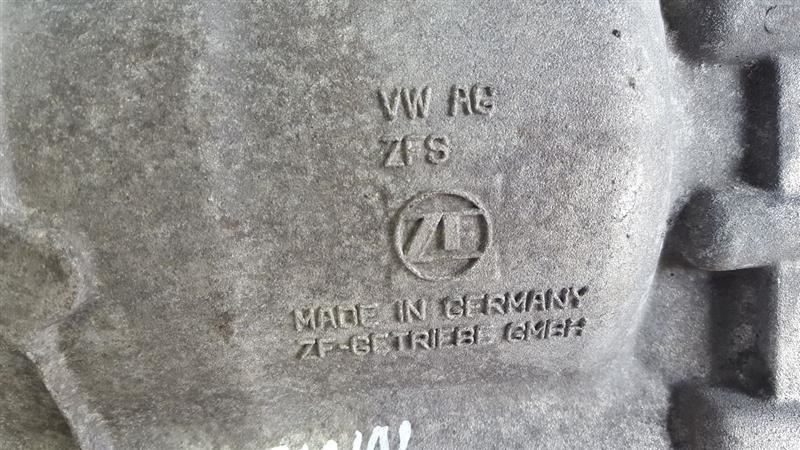 VW AG
ZFS
ZF
MADE IN GERMANY
ZF-GETRIEBE GMBH